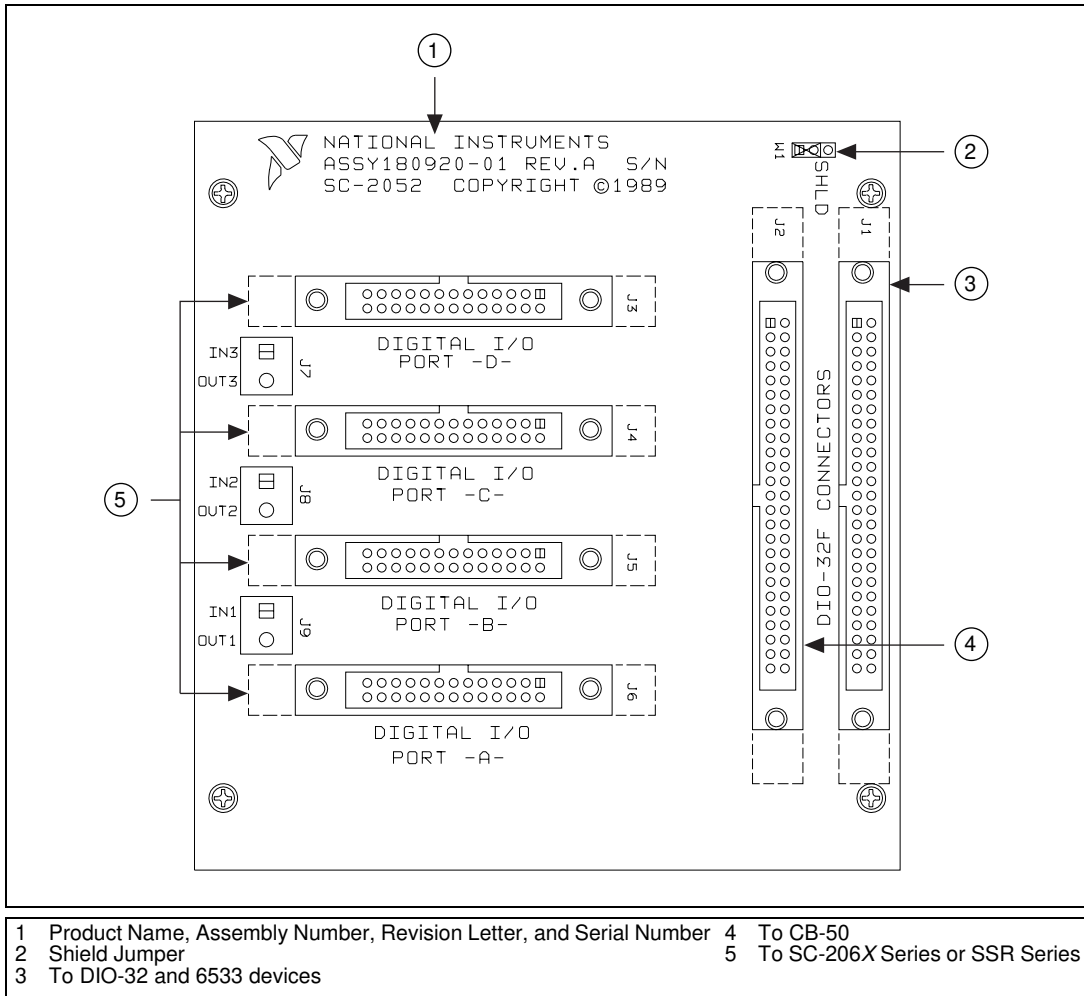 1
NATIONAL INSTRUMENTS
ASSY180920-01 REV.A S/N
SC-2052 COPYRIGHT ©1989
W1
SHLD
2
J2
J1
3
J3
DIGITAL I/O
PORT -D-
IN3
OUT3
J7
J4
DIGITAL I/O
PORT -C-
IN2
OUT2
J8
5
J5
DIGITAL I/O
PORT -B-
IN1
OUT1
J9
J6
DIGITAL I/O
PORT -A-
DIO-32F CONNECTORS
4
1 Product Name, Assembly Number, Revision Letter, and Serial Number
2 Shield Jumper
3 To DIO-32 and 6533 devices
4 To CB-50
5 To SC-206X Series or SSR Series